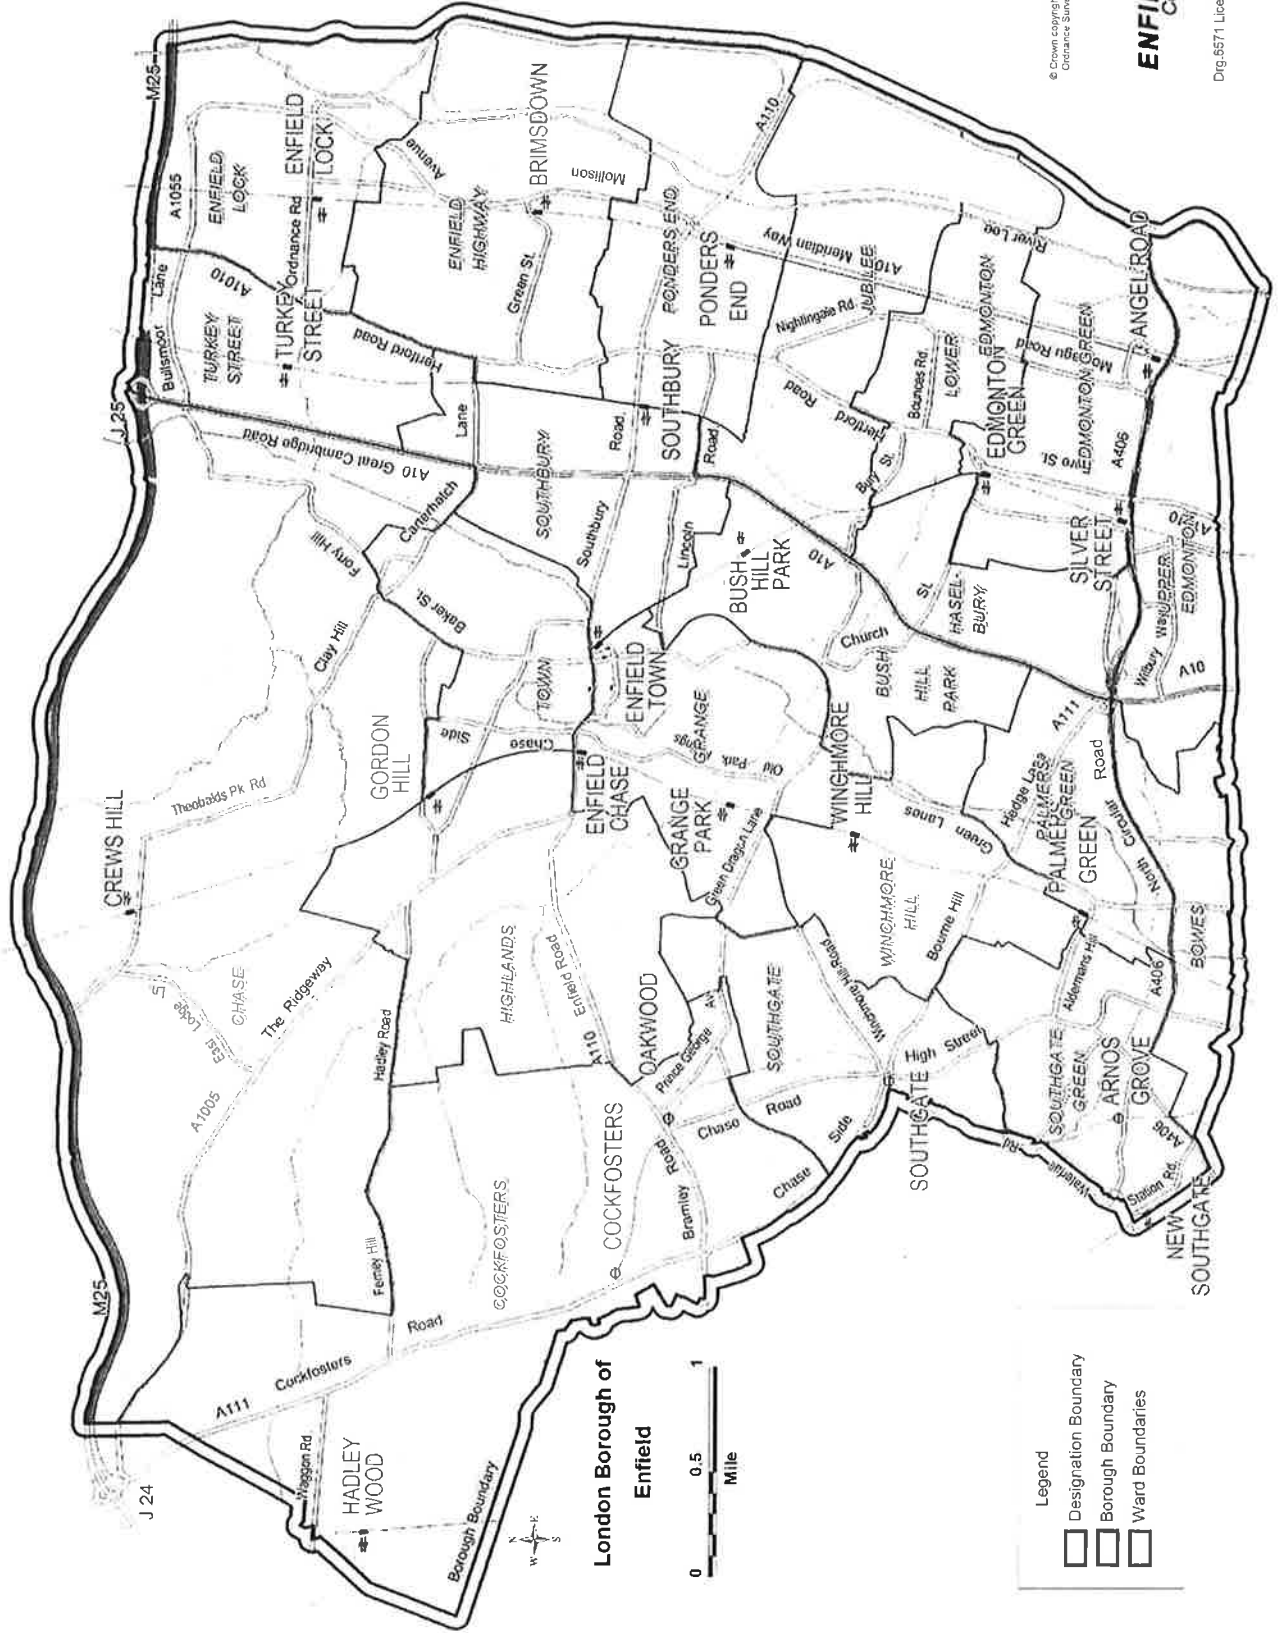 M25
J 24
A111
Cockfosters
Road
Waggon Rd
HADLEY
WOOD
Borough Boundary
M25
Ferney Hill
Hadley Road
A1005
The Ridgeway
CHASE
East
Lodge
CREWS HILL
Theobalds Pk Rd
Clay Hill
Forty Hill
GORDON
HILL
Baker St.
Carterhatch
Lane
J 25
Bullsmoor
Lane
A10 Great Cambridge Road
M25
A1055
A1010
TURKEY
STREET
TURKEY
STREET
Ordnance Rd
ENFIELD
LOCK
ENFIELD
LOCK
Hertford Road
ENFIELD
HIGHWAY
Avenue
Mollison
Green St.
BRIMSDOWN
COCKFOSTERS
COCKFOSTERS
HIGHLANDS
Enfield Road
A110
OAKWOOD
Bramley
Road
Prince George
Av
Chase
Road
Chase
Side
SOUTHGATE
Chase
Side
TOWN
ENFIELD
CHASE
ENFIELD
TOWN
GRANGE
PARK
GRANGE
Old
Park
Green Dragon Lane
SOUTHBURY
Southbury
Road
SOUTHBURY
Lincoln
Road
BUSH
HILL
PARK
A10
PONDERS END
PONDERS
END
A110
Meridian Way
A10
Nightingale Rd
JUBILEE
Hertford
Road
Bury
St.
Bounces Rd.
LOWER
EDMONTON
EDMONTON
GREEN
EDMONTON GREEN
Montagu Road
River Lee
ANGEL ROAD
A406
SILVER
STREET
UPPER
EDMONTON
Wilbury
Way
A10
Church
St.
HASEL-
BURY
BUSH
HILL
PARK
WINCHMORE
HILL
WINCHMORE
HILL
Winchmore Hill Road
Green Lanes
Bourne Hill
Hedge Lane
PALMERS
GREEN
PALMERS
GREEN
A111
North
Circular
Road
BOWES
A406
Aldermans Hill
High Street
SOUTHGATE
SOUTHGATE
GREEN
ARNOS
GROVE
Waterfall
Rd
Station Rd.
A406
NEW
SOUTHGATE
N
W
E
S
London Borough of
Enfield
0
0.5
1
Mile
Legend
Designation Boundary
Borough Boundary
Ward Boundaries
© Crown copyright
Drg.6571